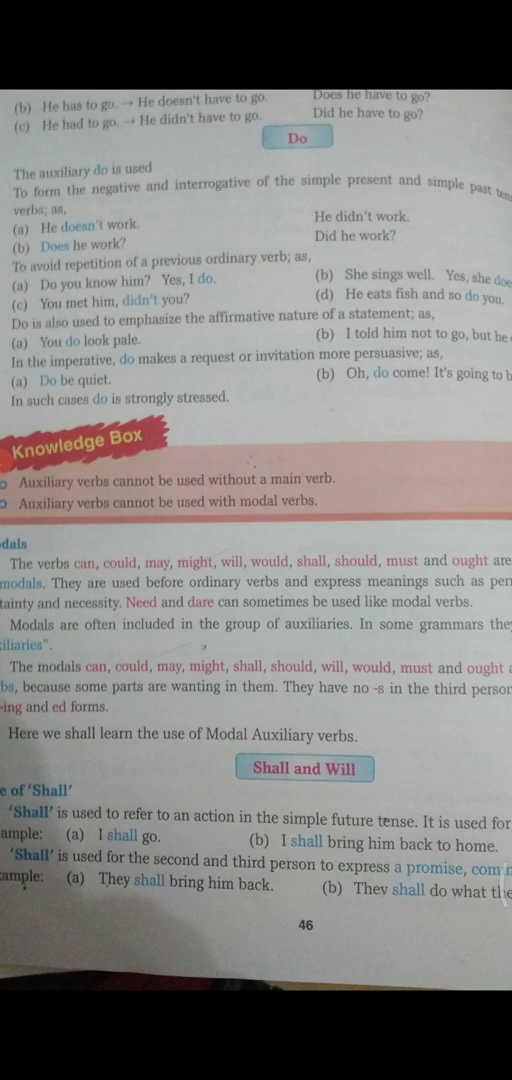 (b) He has to go. → He doesn't have to go. Does he have to go?
(c) He had to go. → He didn't have to go. Did he have to go?
Do
The auxiliary do is used
To form the negative and interrogative of the simple present and simple past
verbs; as,
(a) He doesn't work. He didn't work.
(b) Does he work? Did he work?
To avoid repetition of a previous ordinary verb; as,
(a) Do you know him? Yes, I do. (b) She sings well. Yes, she
(c) You met him, didn't you? (d) He eats fish and so do you.
Do is also used to emphasize the affirmative nature of a statement; as,
(a) You do look pale. (b) I told him not to go, but he
In the imperative, do makes a request or invitation more persuasive; as,
(a) Do be quiet. (b) Oh, do come! It's going to
In such cases do is strongly stressed.
Knowledge Box
Auxiliary verbs cannot be used without a main verb.
Auxiliary verbs cannot be used with modal verbs.
The verbs can, could, may, might, will, would, shall, should, must and ought are
modals. They are used before ordinary verbs and express meanings such as
and necessity. Need and dare can sometimes be used like modal verbs.
Modals are often included in the group of auxiliaries. In some grammars
The modals can, could, may, might, shall, should, will, would, must and ought
because some parts are wanting in them. They have no -s in the third
-ing and ed forms.
Here we shall learn the use of Modal Auxiliary verbs.
Shall and Will
of 'Shall'
'Shall' is used to refer to an action in the simple future tense. It is used for
(a) I shall go. (b) I shall bring him back to home.
'Shall' is used for the second and third person to express a promise,
(a) They shall bring him back. (b) They shall do what
46